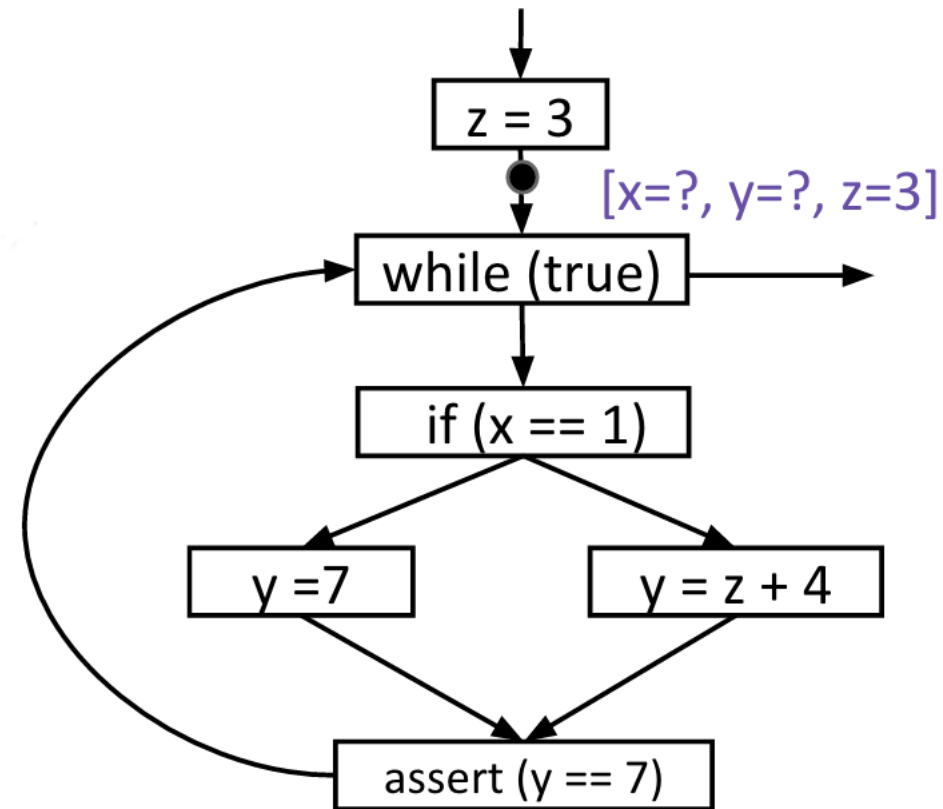 z = 3
[x=?, y=?, z=3]
while (true)
if (x == 1)
y =7
y = z + 4
assert (y == 7)